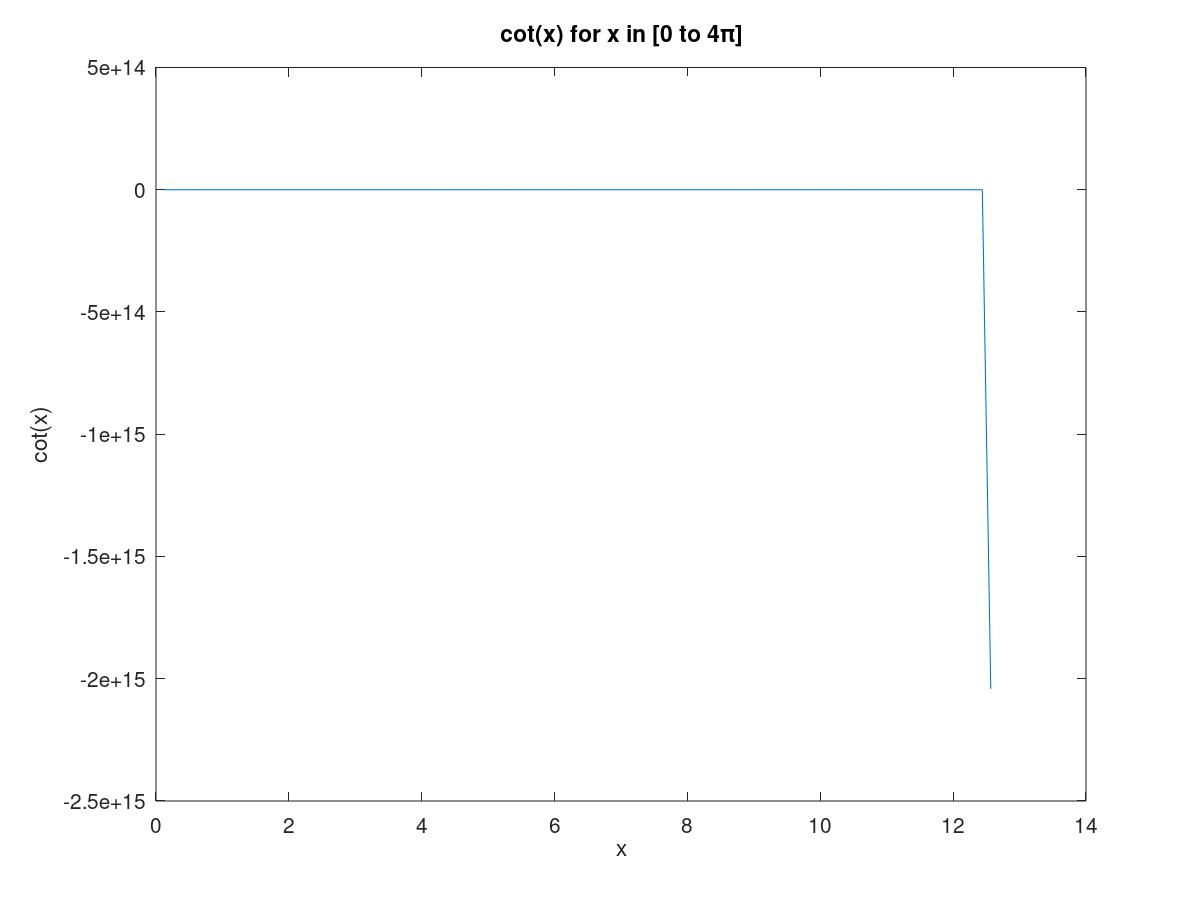 cot(x) for x in [0 to 4π]
5e+14
0
-5e+14
-1e+15
-1.5e+15
-2e+15
-2.5e+15
cot(x)
0 2 4 6 8 10 12 14
x